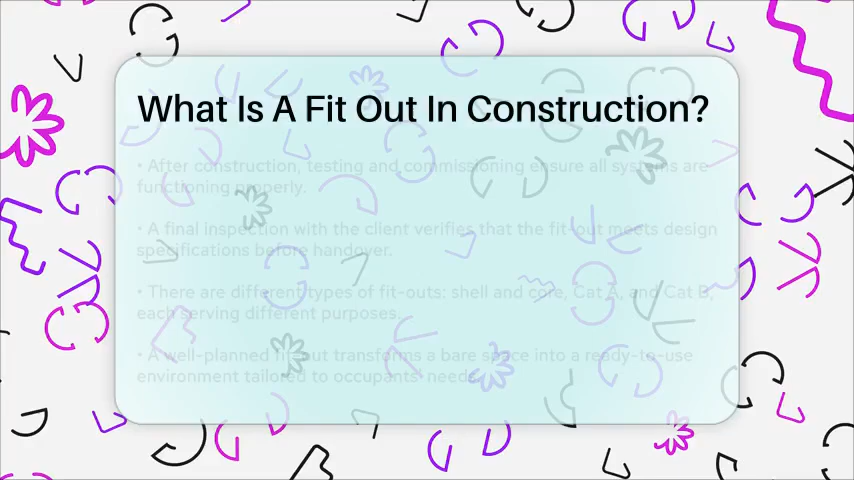 What Is A Fit Out In Construction?
• After construction, testing and commissioning ensure all systems are
functioning properly.
• A final inspection with the client verifies that the fit-out meets design
specifications before handover.
• There are different types of fit-outs: shell and core, Cat A, and Cat B,
each serving different purposes.
• A well-planned fit-out transforms a bare space into a ready-to-use
environment tailored to occupants' needs.